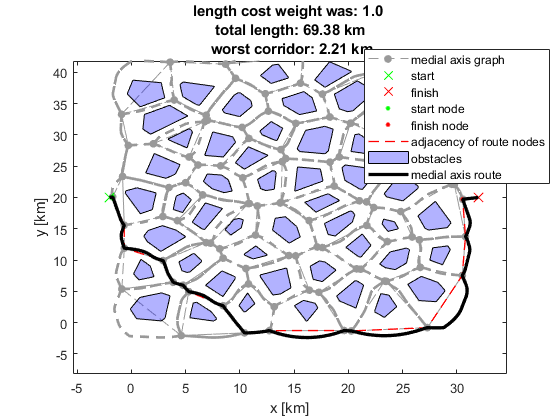 length cost weight was: 1.0
total length: 69.38 km
worst corridor: 2.21 km
medial axis graph
start
finish
start node
finish node
adjacency of route nodes
obstacles
medial axis route
40
35
30
25
20
15
10
5
0
-5
y [km]
-5 0 5 10 15 20 25 30
x [km]